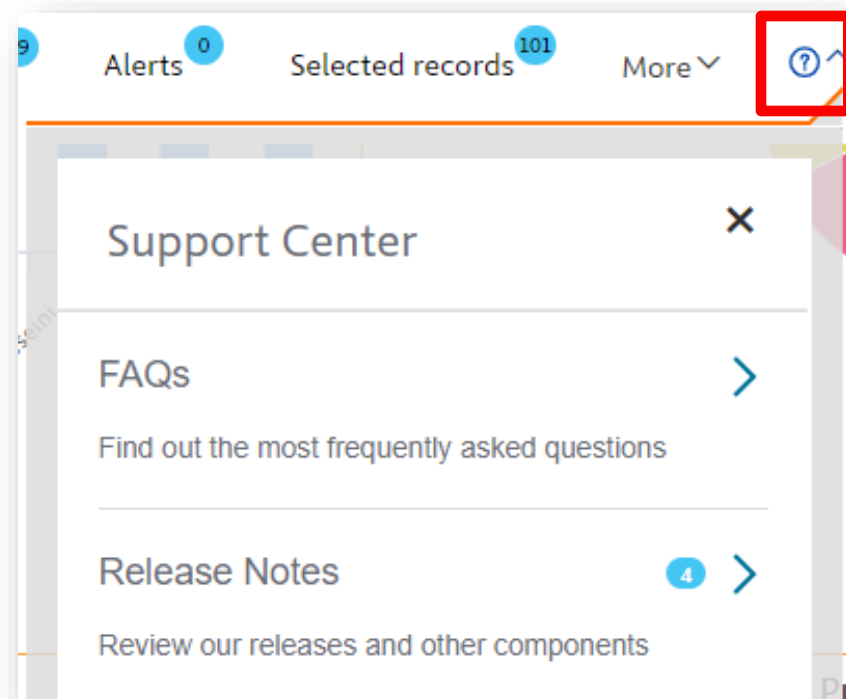 9 Alerts 0 Selected records 101 More
Support Center
FAQs
Find out the most frequently asked questions
Release Notes 4
Review our releases and other components